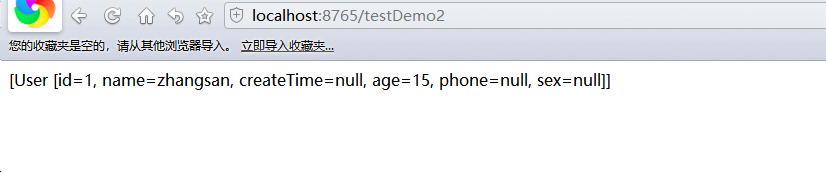 localhost:8765/testDemo2
您的收藏夹是空的，请从其他浏览器导入。 立即导入收藏夹...
[User [id=1, name=zhangsan, createTime=null, age=15, phone=null, sex=null]]